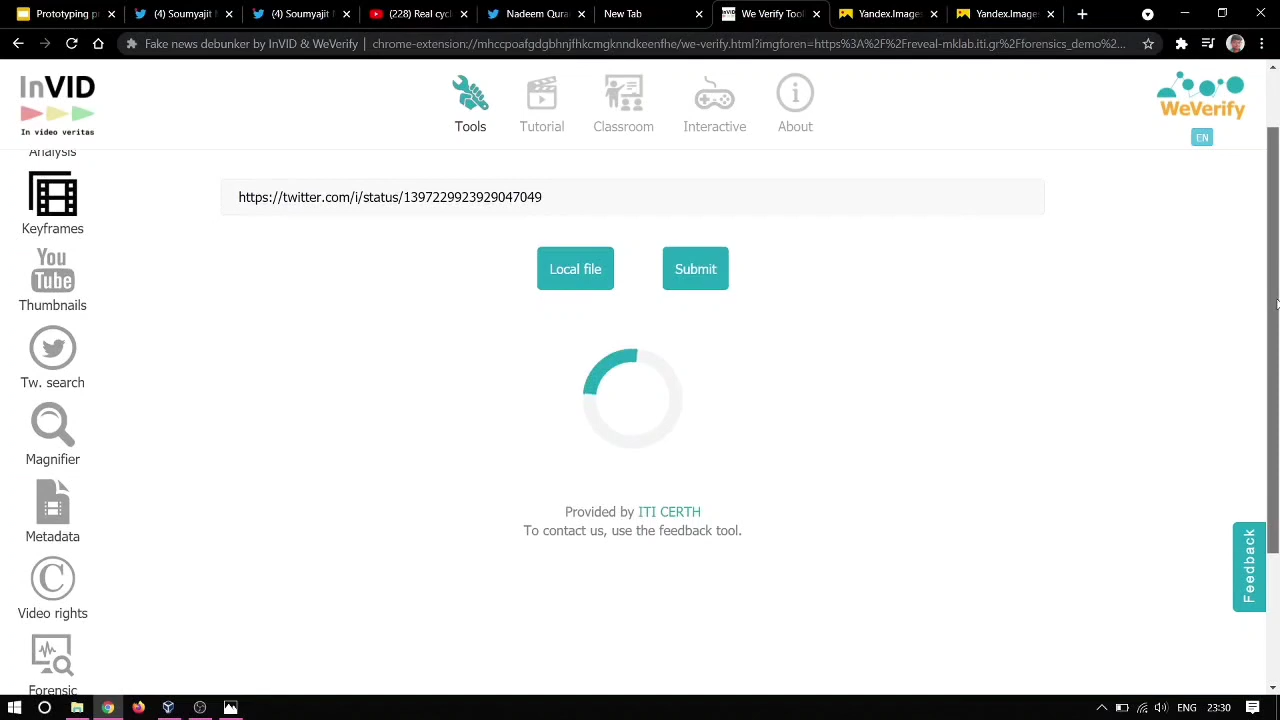 Prototyping p
(4) Soumyajit
(4) Soumyajit
(228) Real cycl
Nadeem Qura
New Tab
We Verify Tool
Yandex.Image
Yandex.Image
Fake news debunker by InVID & WeVerify | chrome-extension://mhccpoafgdgbhnjfhkcmgknndkeenfhe/we-verify.html?imgforen=https%3A%2F%2Freveal-mklab.iti.gr%2Fforensics_demo%2...
InVID
In video veritas
Tools
Tutorial
Classroom
Interactive
About
WeVerify
EN
Analysis
https://twitter.com/i/status/1397229923929047049
Keyframes
Local file
Submit
You
Tube
Thumbnails
Tw. search
Magnifier
Provided by ITI CERTH
To contact us, use the feedback tool.
Metadata
Feedback
C
Video rights
Forensic
ENG
23:30